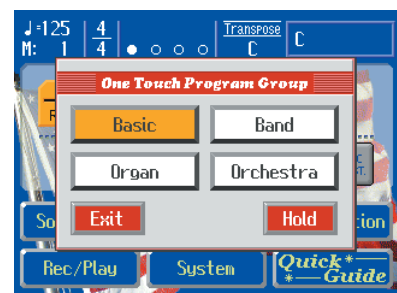 ♩=125 4 Transpose C
M: 1 4 C
One Touch Program Group
Basic Band
Organ Orchestra
Exit Hold
Rec/Play System Quick
Guide